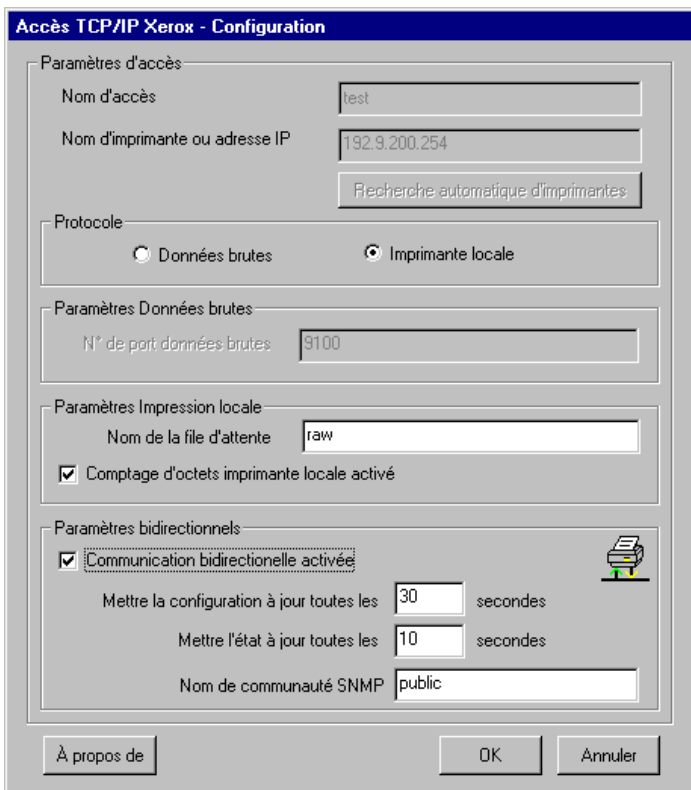 Accès TCP/IP Xerox - Configuration
Paramètres d'accès
Nom d'accès test
Nom d'imprimante ou adresse IP 192.9.200.254
Recherche automatique d'imprimantes
Protocole
Données brutes Imprimante locale
Paramètres Données brutes
N° de port données brutes 9100
Paramètres Impression locale
Nom de la file d'attente raw
Comptage d'octets imprimante locale activé
Paramètres bidirectionnels
Communication bidirectionelle activée
Mettre la configuration à jour toutes les 30 secondes
Mettre l'état à jour toutes les 10 secondes
Nom de communauté SNMP public
À propos de OK Annuler